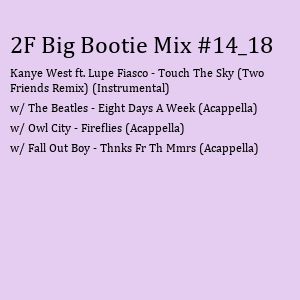 2F Big Bootie Mix #14_18
Kanye West ft. Lupe Fiasco - Touch The Sky (Two
Friends Remix) (Instrumental)
w/ The Beatles - Eight Days A Week (Acappella)
w/ Owl City - Fireflies (Acappella)
w/ Fall Out Boy - Thnks Fr Th Mmrs (Acappella)